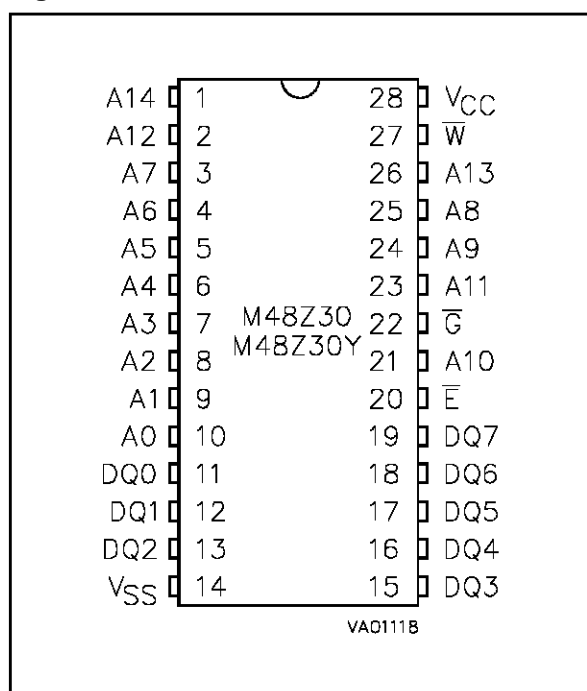 A14 1 28 VCC
A12 2 27 W̅
A7 3 26 A13
A6 4 25 A8
A5 5 24 A9
A4 6 23 A11
A3 7 M48Z30 22 G̅
A2 8 M48Z30Y 21 A10
A1 9 20 E̅
A0 10 19 DQ7
DQ0 11 18 DQ6
DQ1 12 17 DQ5
DQ2 13 16 DQ4
VSS 14 15 DQ3
VA01118